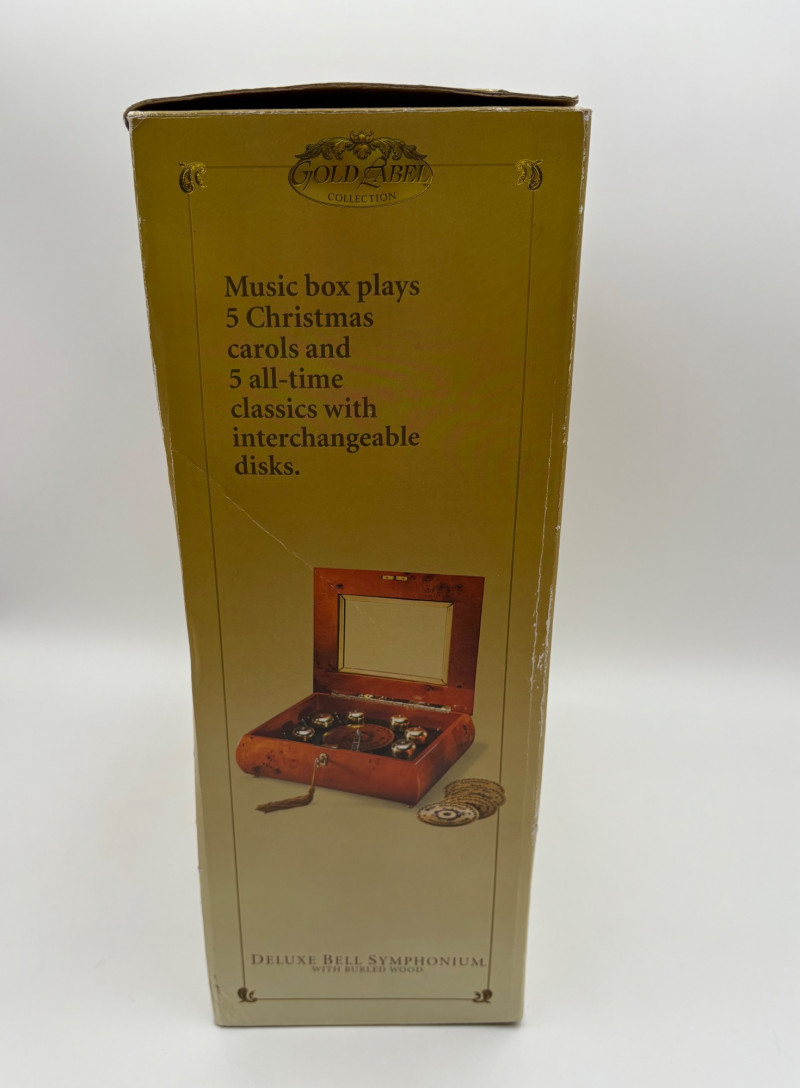 GOLD LABEL
COLLECTION
Music box plays
5 Christmas
carols and
5 all-time
classics with
interchangeable
disks.
DELUXE BELL SYMPHONIUM
WITH BURLED WOOD